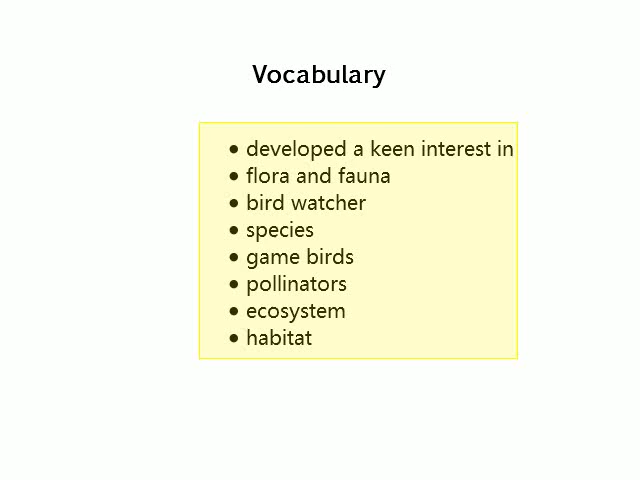 Vocabulary
• developed a keen interest in
• flora and fauna
• bird watcher
• species
• game birds
• pollinators
• ecosystem
• habitat